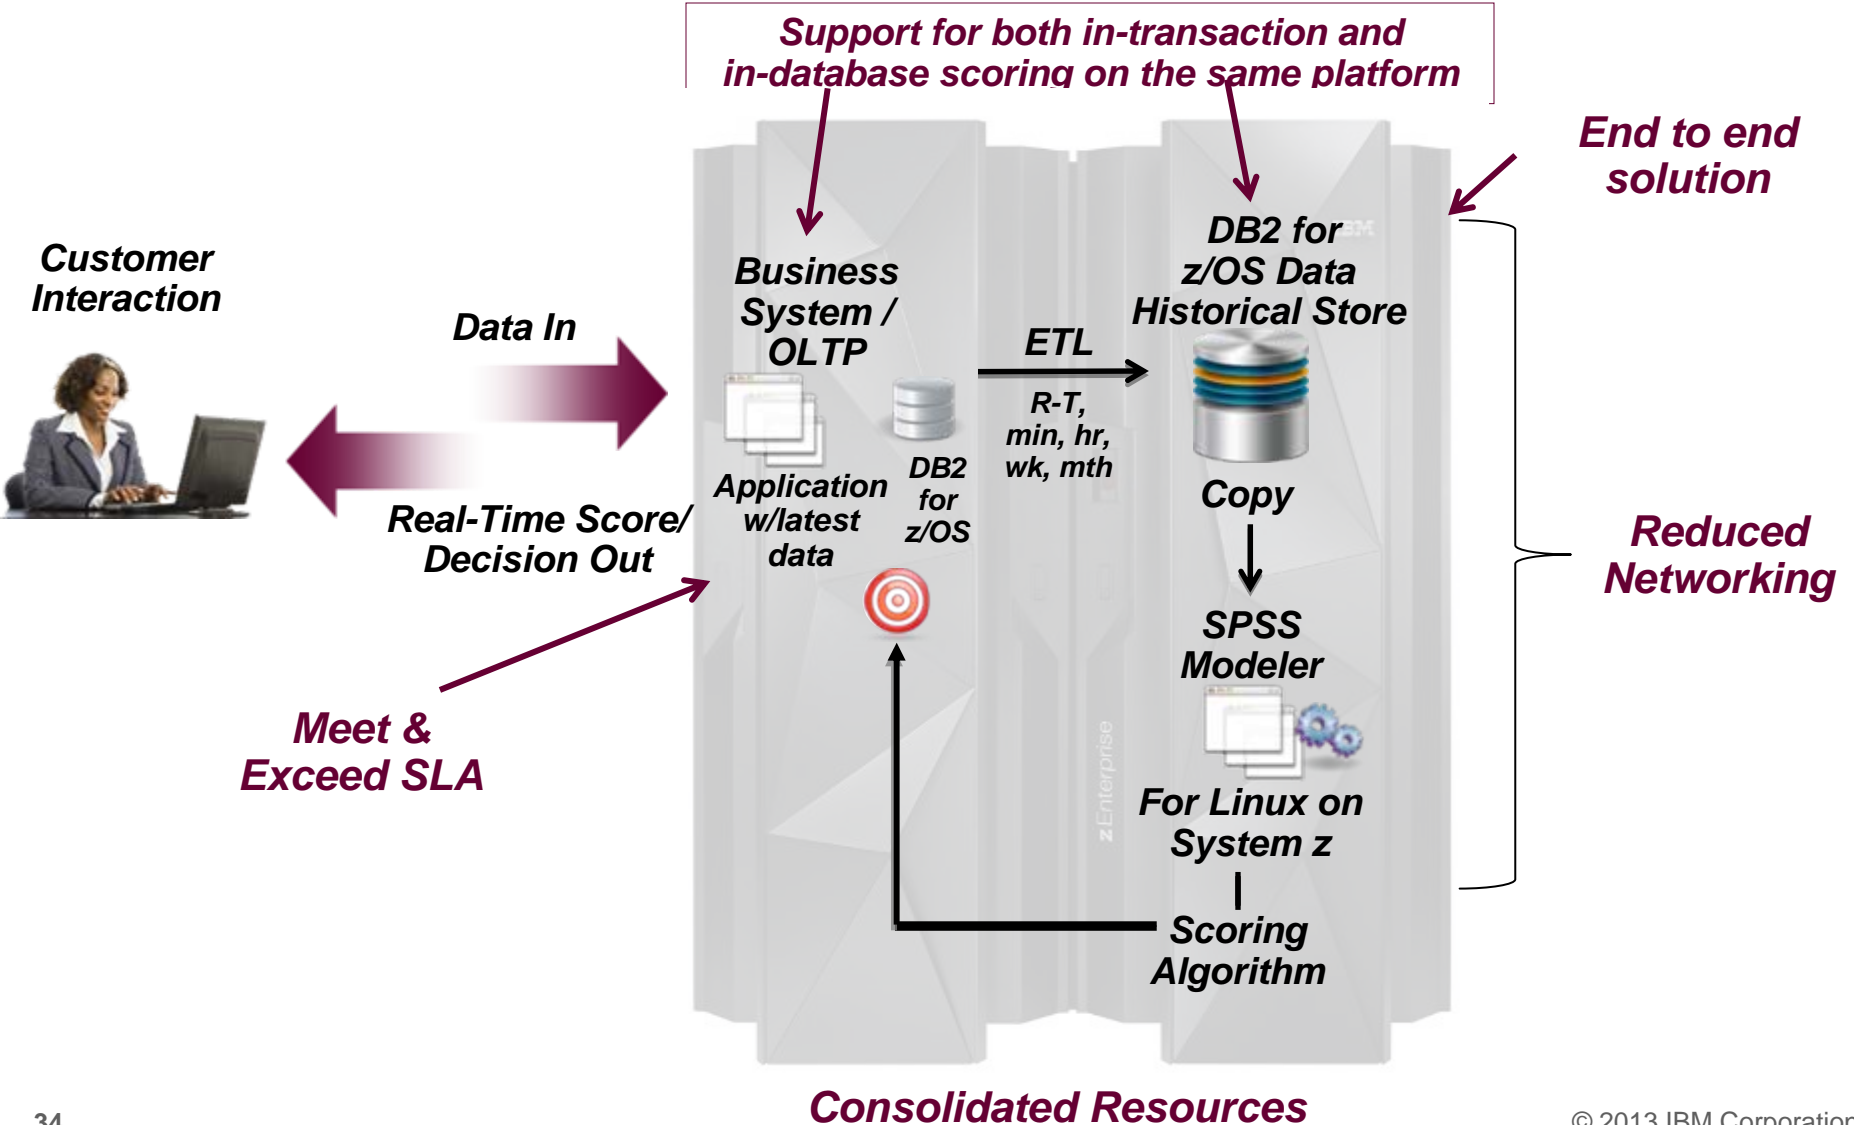 Support for both in-transaction and
in-database scoring on the same platform
End to end
solution
Customer
Interaction
Data In
Real-Time Score/
Decision Out
Meet &
Exceed SLA
Business
System /
OLTP
Application
w/latest
data
DB2
for
z/OS
ETL
R-T,
min, hr,
wk, mth
IBM
DB2 for
z/OS Data
Historical Store
Copy
SPSS
Modeler
For Linux on
System z
Scoring
Algorithm
zEnterprise
Reduced
Networking
Consolidated Resources
34
© 2013 IBM Corporation